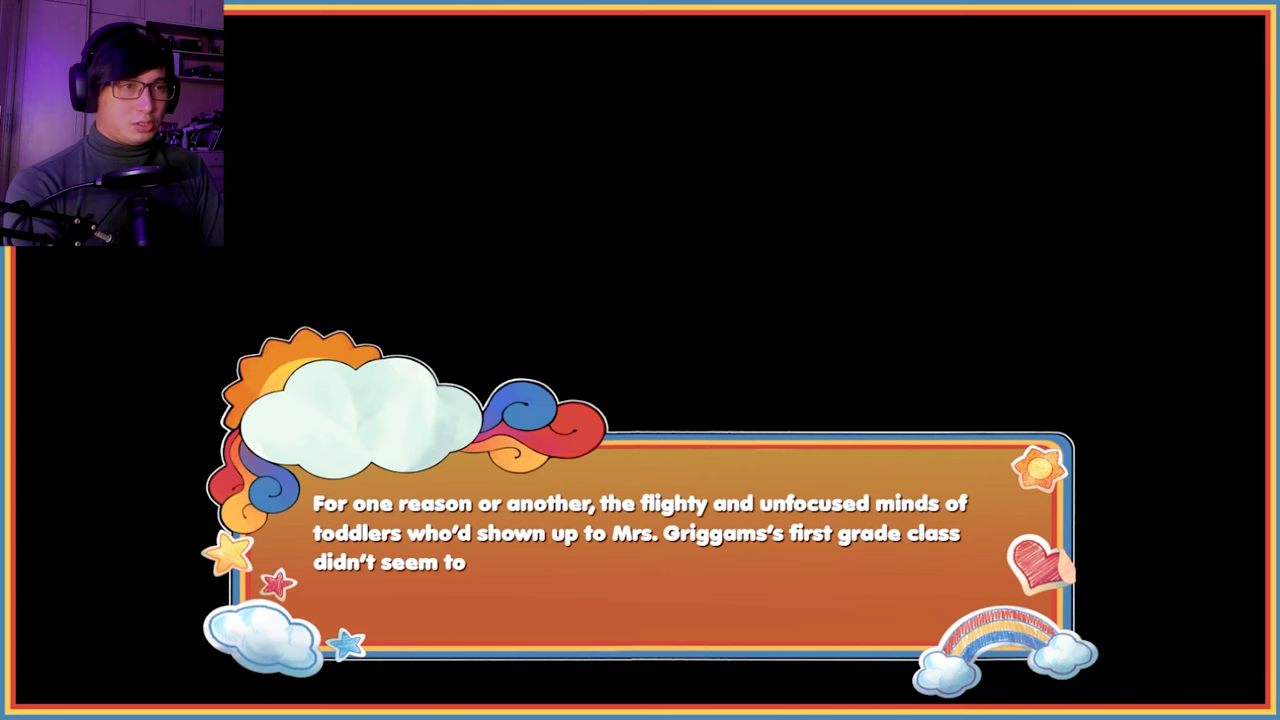 For one reason or another, the flighty and unfocused minds of
toddlers who'd shown up to Mrs. Griggams's first grade class
didn't seem to